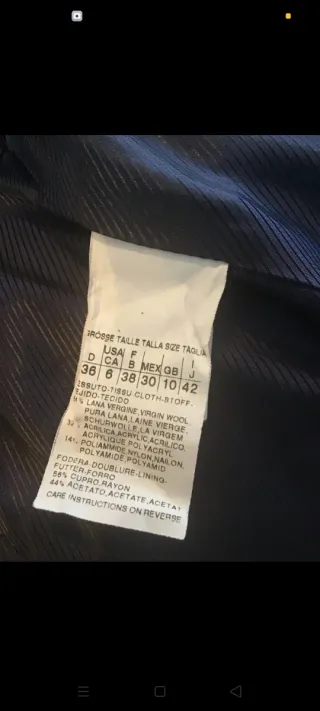 GRÖSSE TAILLE TALLA SIZE TAGLIA
D USA CA F B MEX GB I J
36 6 38 30 10 42
TISSU-CLOTH-STOFF-
TEJIDO-TECIDO
LANA VERGINE,VIRGIN WOOL
PURA LANA,LAINE VIERGE,
SCHURWOLLE,LA VIRGEM
ACRILICA,ACRYLIC,ACRILICO,
ACRYLIQUE POLYACRYL
14% POLIAMMIDE,NYLON,NAILON,
POLYAMIDE,POLYAMID
FODERA-DOUBLURE-LINING-
FUTTER-FORRO
56% CUPRO,RAYON
44% ACETATO,ACETATE,ACETAT
CARE INSTRUCTIONS ON REVERSE